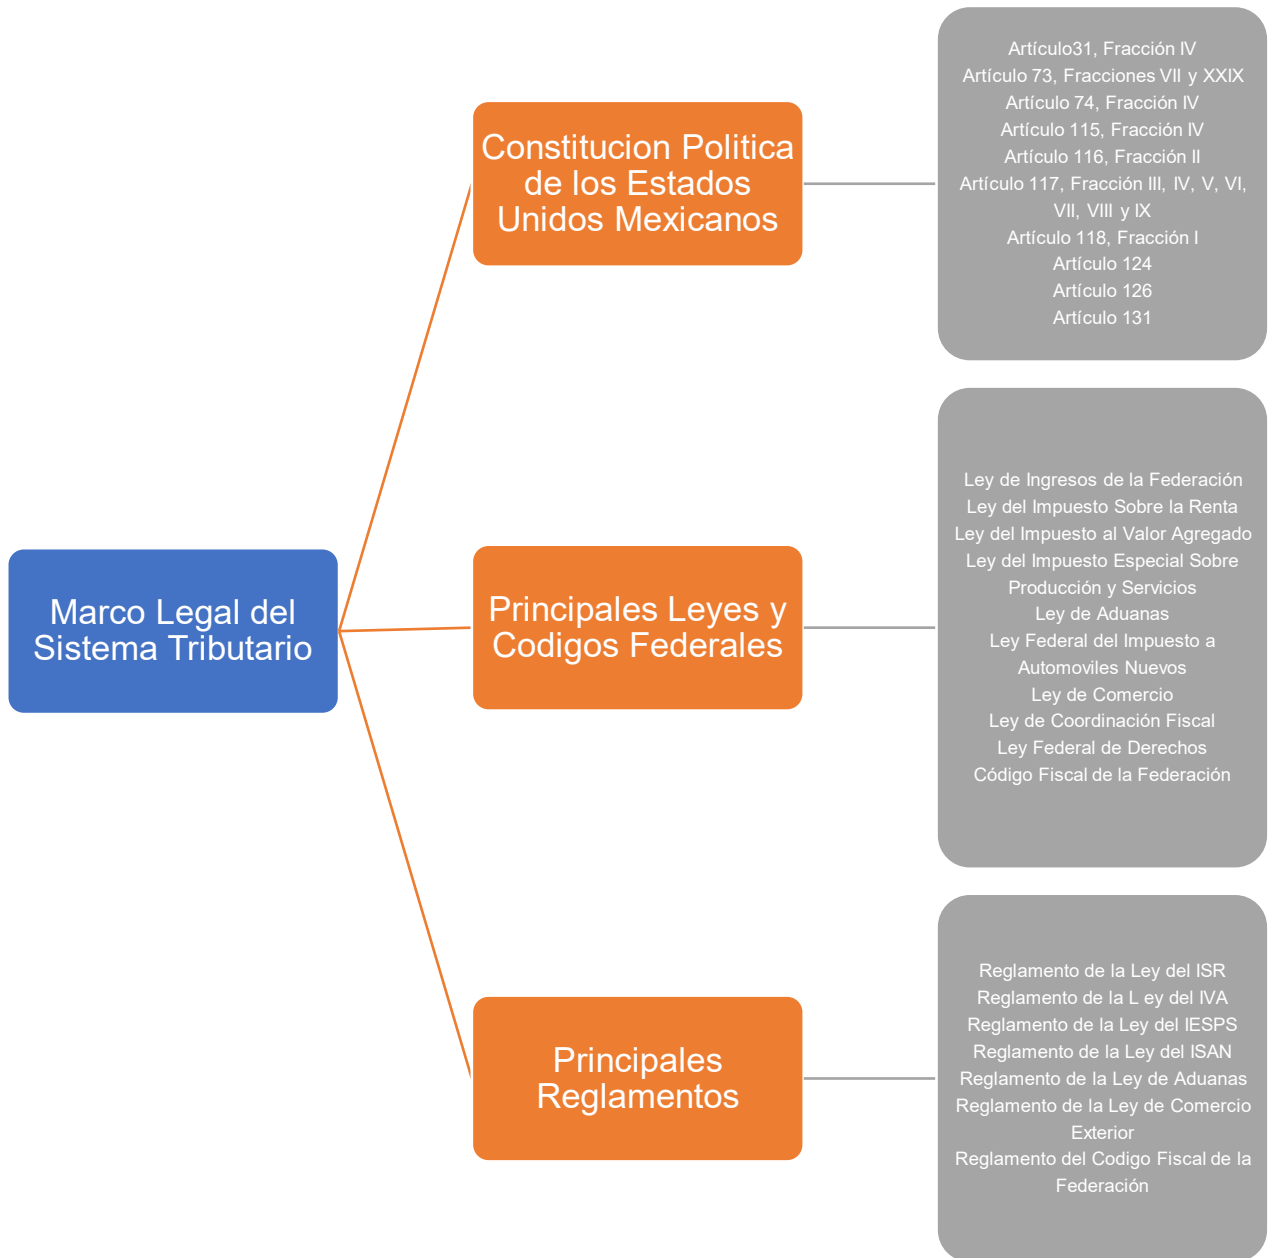 Marco Legal del
Sistema Tributario
Constitucion Politica
de los Estados
Unidos Mexicanos
Artículo31, Fracción IV
Artículo 73, Fracciones VII y XXIX
Artículo 74, Fracción IV
Artículo 115, Fracción IV
Artículo 116, Fracción II
Artículo 117, Fracción III, IV, V, VI,
VII, VIII y IX
Artículo 118, Fracción I
Artículo 124
Artículo 126
Artículo 131
Principales Leyes y
Codigos Federales
Ley de Ingresos de la Federación
Ley del Impuesto Sobre la Renta
Ley del Impuesto al Valor Agregado
Ley del Impuesto Especial Sobre
Producción y Servicios
Ley de Aduanas
Ley Federal del Impuesto a
Automoviles Nuevos
Ley de Comercio
Ley de Coordinación Fiscal
Ley Federal de Derechos
Código Fiscal de la Federación
Principales
Reglamentos
Reglamento de la Ley del ISR
Reglamento de la L ey del IVA
Reglamento de la Ley del IESPS
Reglamento de la Ley del ISAN
Reglamento de la Ley de Aduanas
Reglamento de la Ley de Comercio
Exterior
Reglamento del Codigo Fiscal de la
Federación